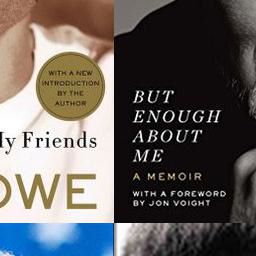 WITH A NEW
INTRODUCTION
BY THE
AUTHOR
My Friends
OWE
BUT
ENOUGH
ABOUT
ME
A MEMOIR
WITH A FOREWORD
BY JON VOIGHT